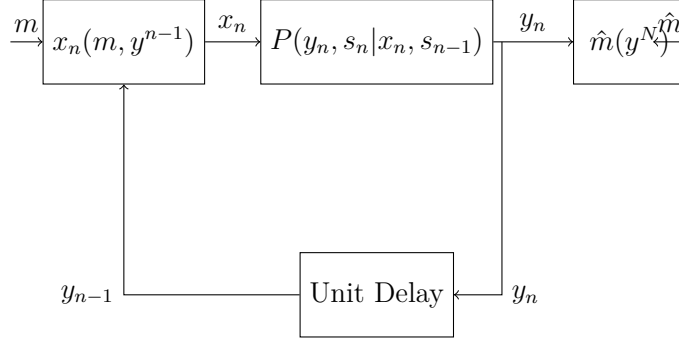 m
x_n(m, y^{n-1})
x_n
P(y_n, s_n|x_n, s_{n-1})
y_n
m̂(y^N)
m̂
y_{n-1}
Unit Delay
y_n